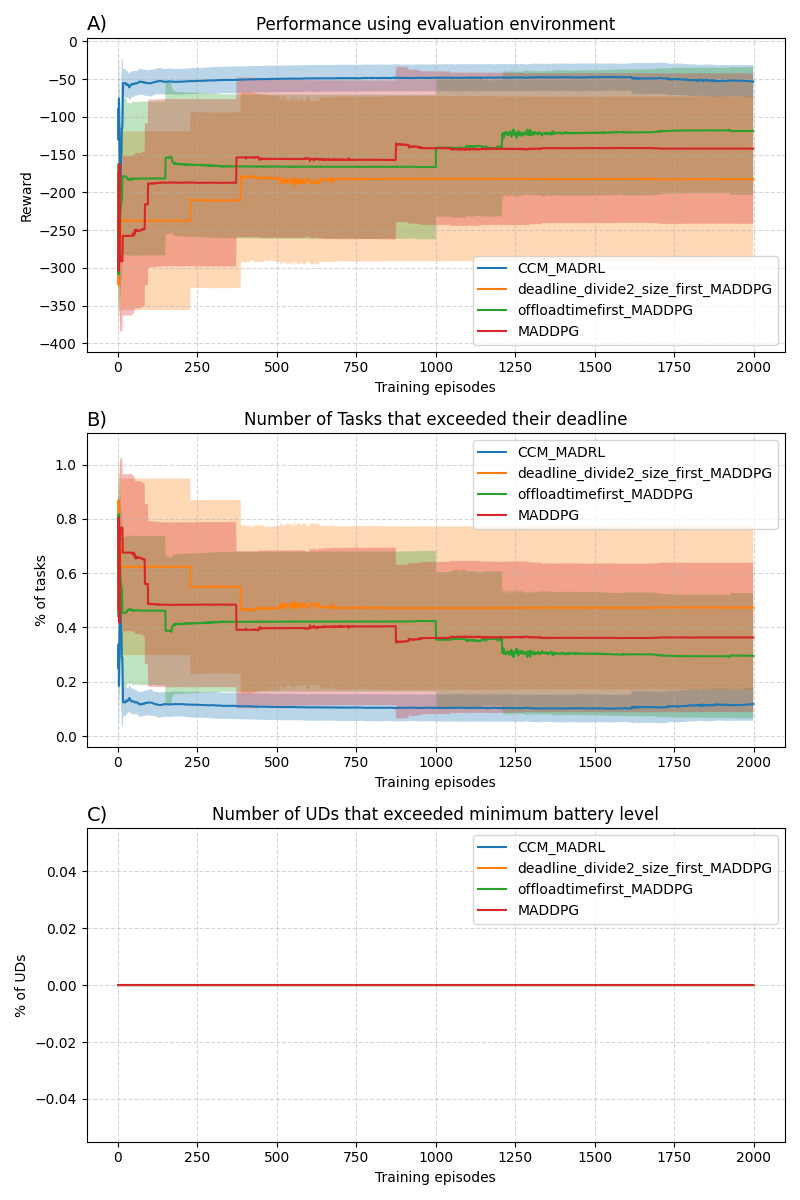 A)
Performance using evaluation environment
0
−50
−100
−150
−200
−250
−300
−350
−400
Reward
CCM_MADRL
deadline_divide2_size_first_MADDPG
offloadtimefirst_MADDPG
MADDPG
0 250 500 750 1000 1250 1500 1750 2000
Training episodes
B)
Number of Tasks that exceeded their deadline
1.0
0.8
0.6
0.4
0.2
0.0
% of tasks
CCM_MADRL
deadline_divide2_size_first_MADDPG
offloadtimefirst_MADDPG
MADDPG
0 250 500 750 1000 1250 1500 1750 2000
Training episodes
C)
Number of UDs that exceeded minimum battery level
0.04
0.02
0.00
−0.02
−0.04
% of UDs
CCM_MADRL
deadline_divide2_size_first_MADDPG
offloadtimefirst_MADDPG
MADDPG
0 250 500 750 1000 1250 1500 1750 2000
Training episodes